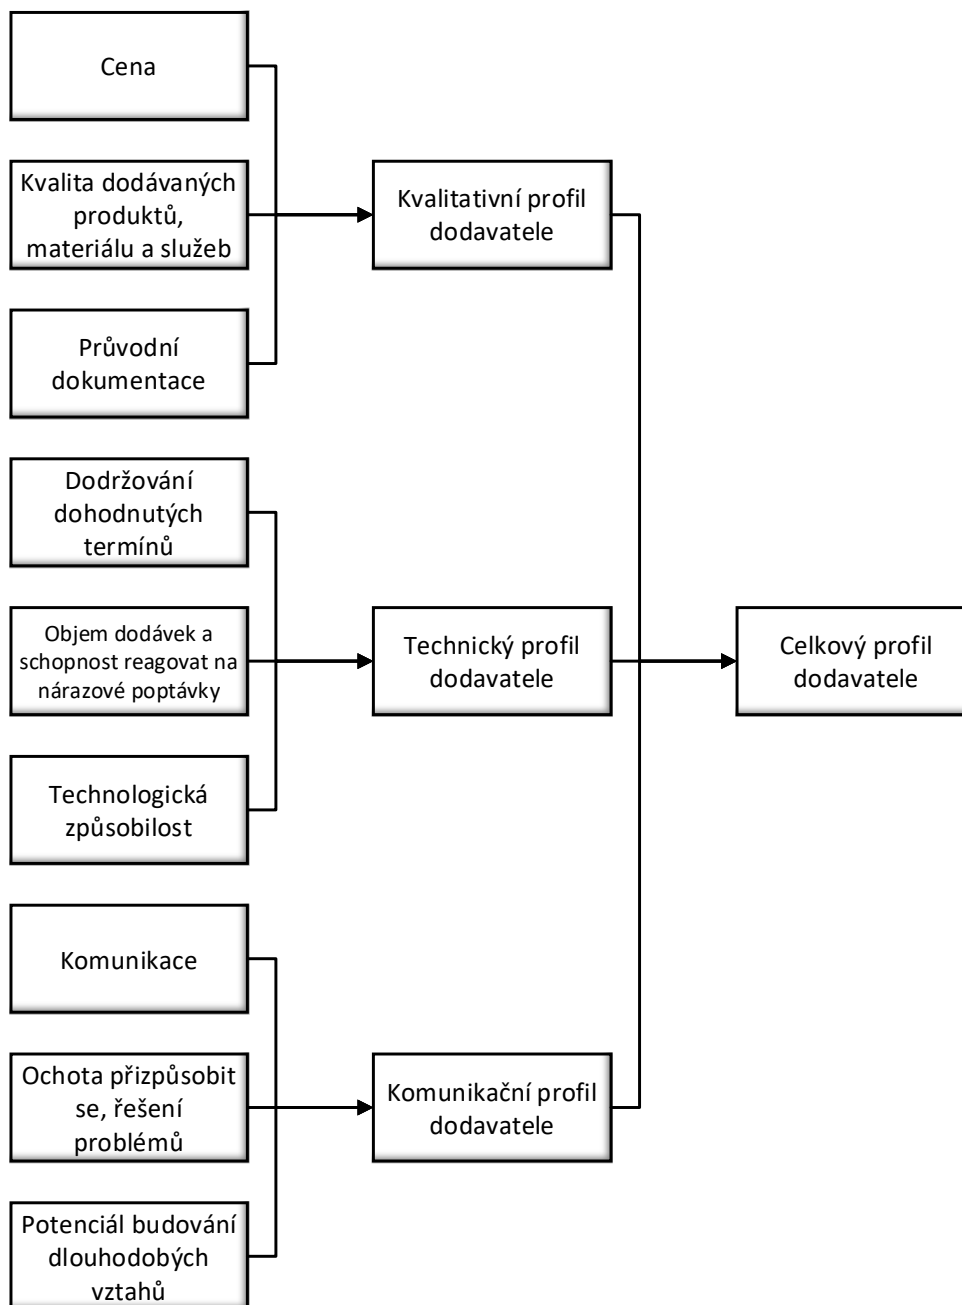 Cena
Kvalita dodávaných
produktů,
materiálu a služeb
Průvodní
dokumentace
Dodržování
dohodnutých
termínů
Objem dodávek a
schopnost reagovat na
nárazové poptávky
Technologická
způsobilost
Komunikace
Ochota přizpůsobit
se, řešení
problémů
Potenciál budování
dlouhodobých
vztahů
Kvalitativní profil
dodavatele
Technický profil
dodavatele
Komunikační profil
dodavatele
Celkový profil
dodavatele